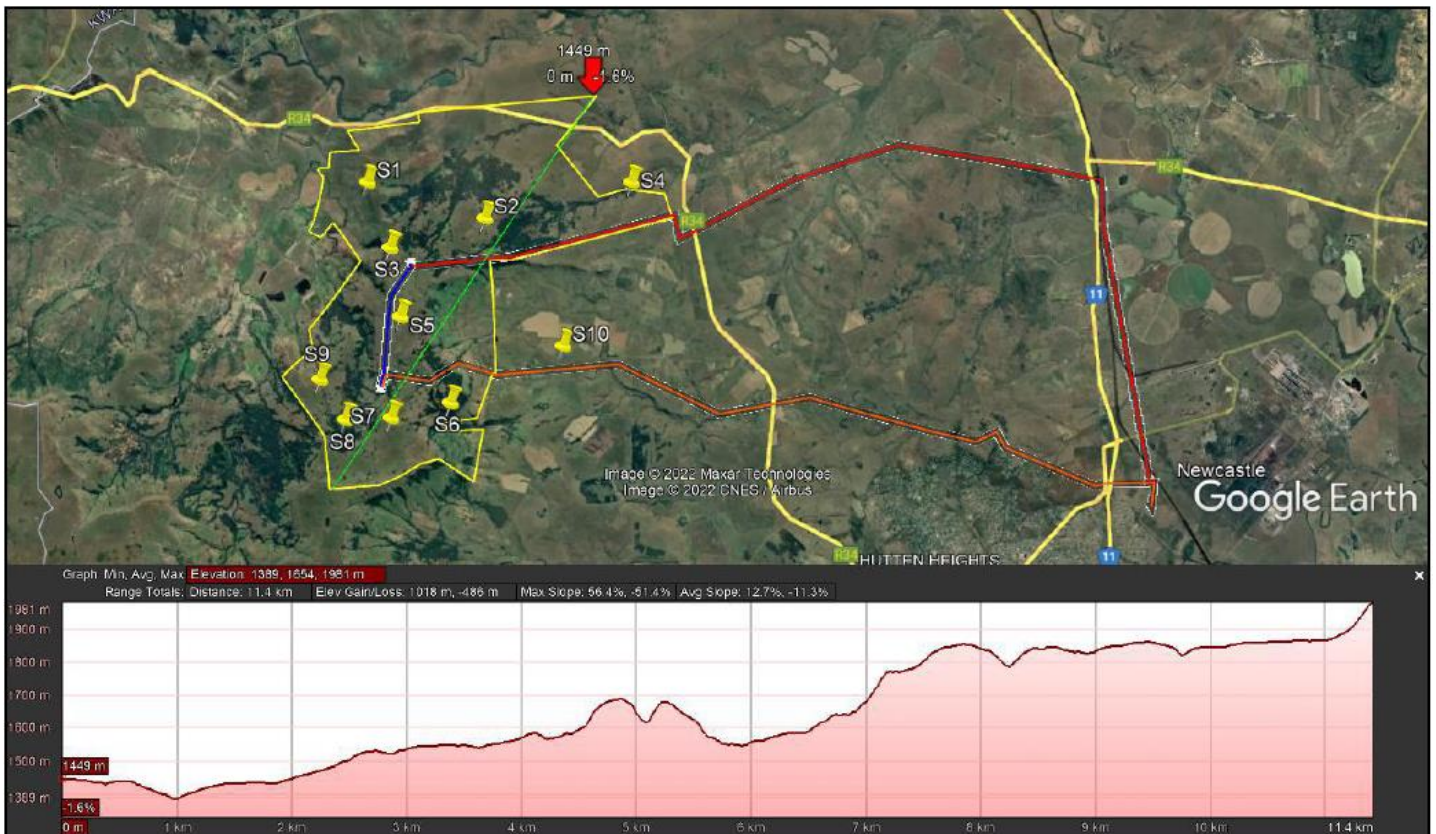 KWA
1449 m
0 m -1.6%
R34
R34
S1
S4
S2
R34
S3
11
S5
S10
S9
S7
S6
S8
Image © 2022 Maxar Technologies
Image © 2022 CNES / Airbus
Newcastle
Google Earth
R34
HUTTEN HEIGHTS
11
Graph: Min, Avg, Max Elevation: 1389, 1654, 1981 m
Range Totals: Distance: 11.4 km Elev Gain/Loss: 1018 m, -486 m Max Slope: 56.4%, -51.4% Avg Slope: 12.7%, -11.3%
1981 m
1900 m
1800 m
1700 m
1600 m
1500 m
1449 m
1389 m
-1.6%
0 m 1 km 2 km 3 km 4 km 5 km 6 km 7 km 8 km 9 km 10 km 11.4 km